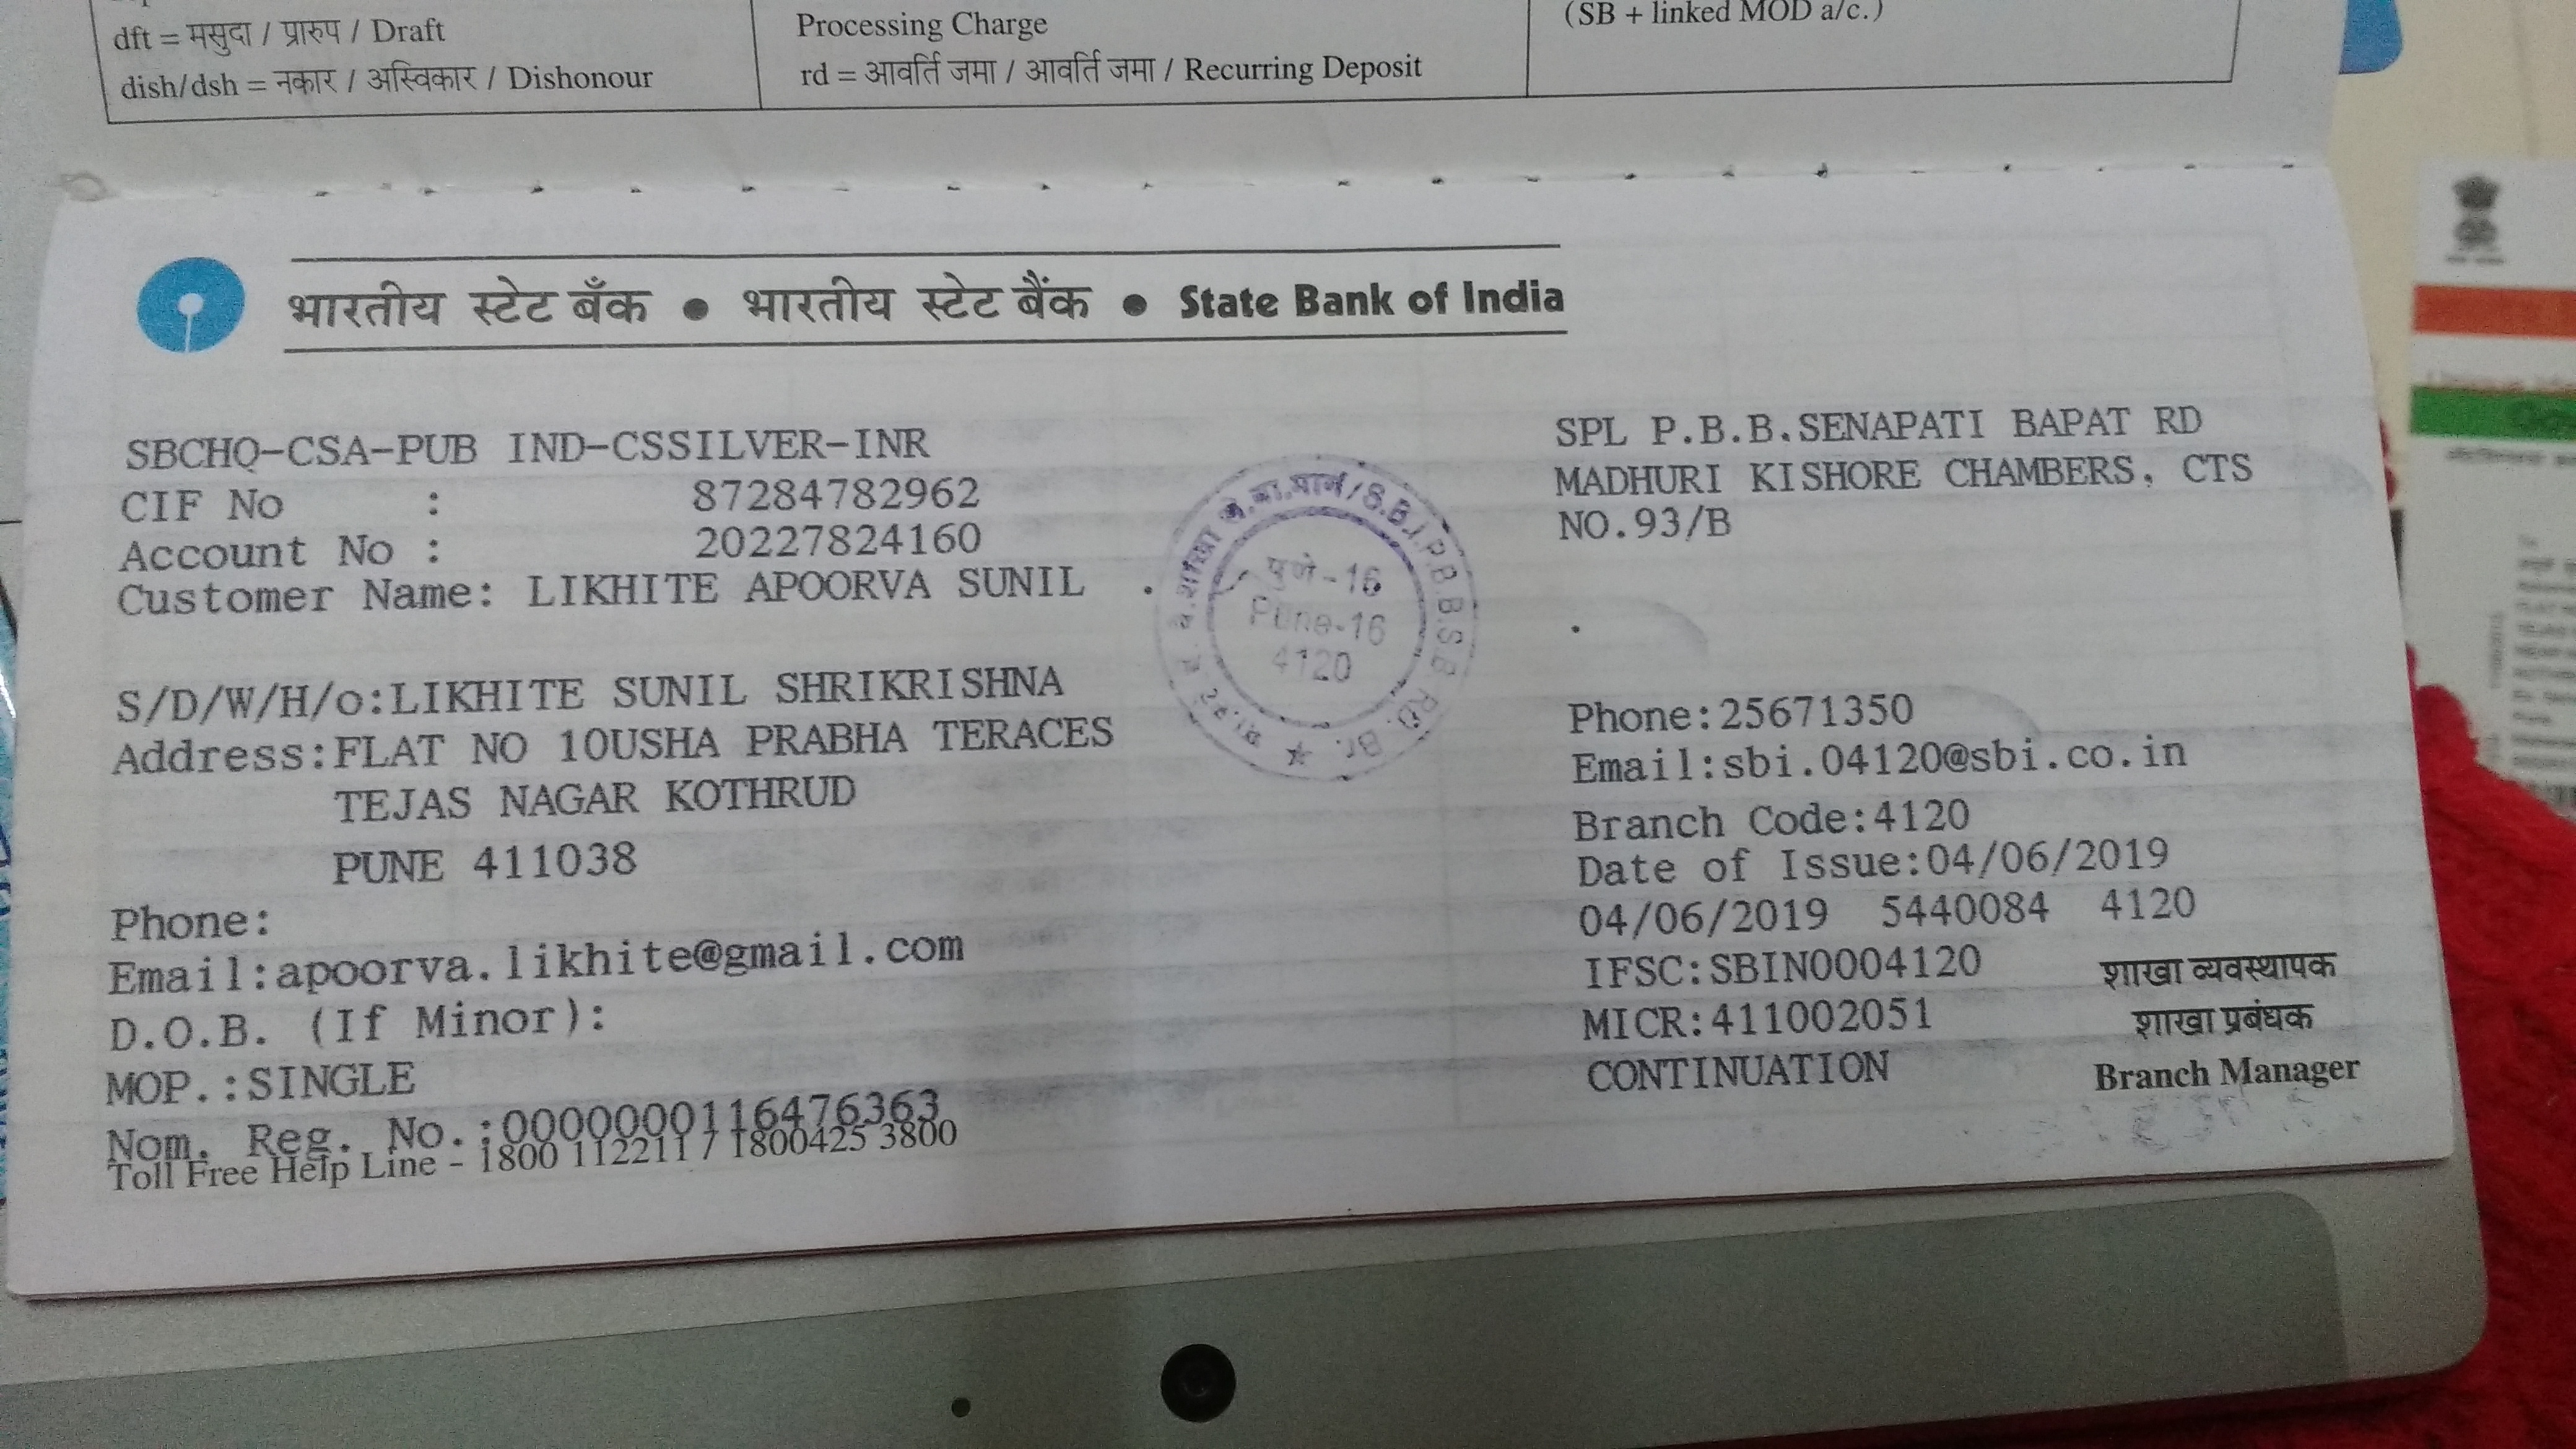 dft = मसुदा / प्रारुप / Draft
dish/dsh = नकार / अस्विकार / Dishonour
Processing Charge
rd = आवर्ति जमा / आवर्ति जमा / Recurring Deposit
(SB + linked MOD a/c.)
भारतीय स्टेट बँक ● भारतीय स्टेट बैंक ● State Bank of India
SBCHQ-CSA-PUB IND-CSSILVER-INR
CIF No : 87284782962
Account No : 20227824160
Customer Name: LIKHITE APOORVA SUNIL
S/D/W/H/o:LIKHITE SUNIL SHRIKRISHNA
Address:FLAT NO 10USHA PRABHA TERACES
TEJAS NAGAR KOTHRUD
PUNE 411038
Phone:
Email:apoorva.likhite@gmail.com
D.O.B. (If Minor):
MOP.:SINGLE
Nom. Reg. No.:0000000116476363
Toll Free Help Line - 1800 112211 / 1800425 3800
पुणे-16
Pune-16
4120
S.B.I.P.B.B.S.B. RD. Br.
SPL P.B.B.SENAPATI BAPAT RD
MADHURI KISHORE CHAMBERS, CTS
NO.93/B
Phone:25671350
Email:sbi.04120@sbi.co.in
Branch Code:4120
Date of Issue:04/06/2019
04/06/2019 5440084 4120
IFSC:SBIN0004120
MICR:411002051
CONTINUATION
शाखा व्यवस्थापक
शाखा प्रबंधक
Branch Manager